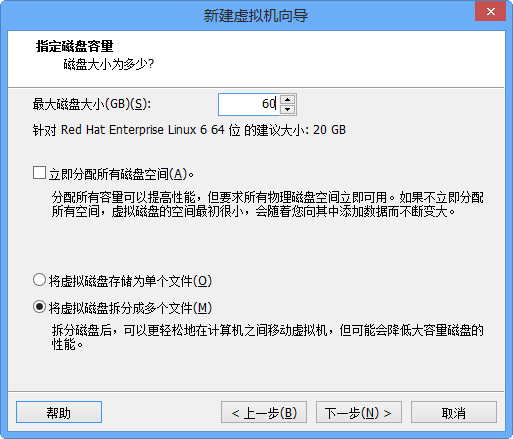 新建虚拟机向导
指定磁盘容量
磁盘大小为多少?
最大磁盘大小(GB)(S): 60
针对 Red Hat Enterprise Linux 6 64 位 的建议大小: 20 GB
立即分配所有磁盘空间(A)。
分配所有容量可以提高性能，但要求所有物理磁盘空间立即可用。如果不立即分配
所有空间，虚拟磁盘的空间最初很小，会随着您向其中添加数据而不断变大。
将虚拟磁盘存储为单个文件(O)
将虚拟磁盘拆分成多个文件(M)
拆分磁盘后，可以更轻松地在计算机之间移动虚拟机，但可能会降低大容量磁盘的
性能。
帮助 < 上一步(B) 下一步(N) > 取消